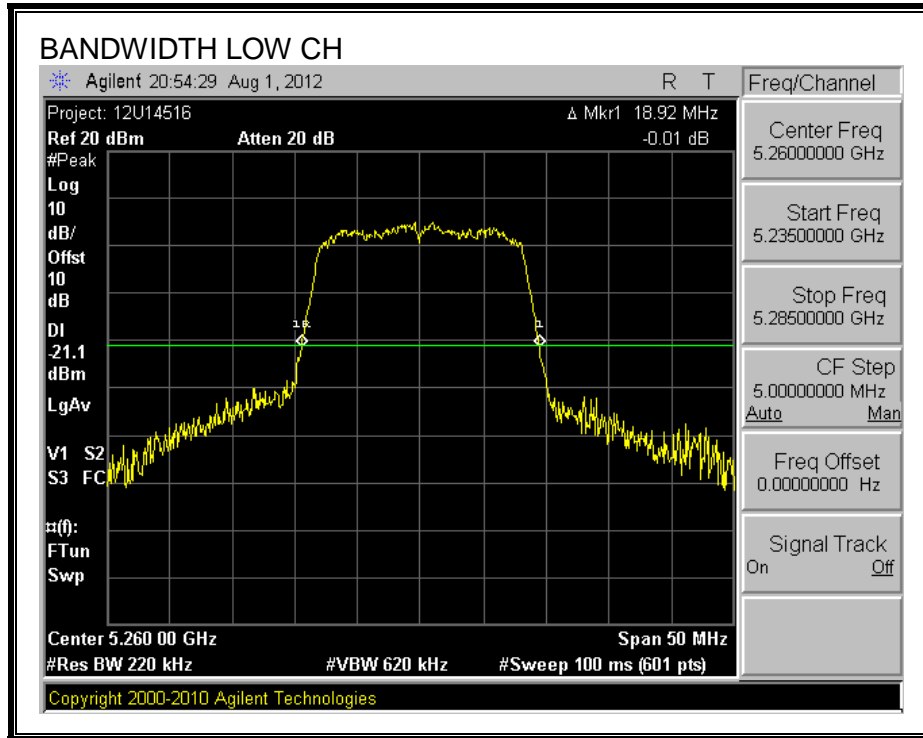 BANDWIDTH LOW CH
Agilent 20:54:29 Aug 1, 2012 R T
Freq/Channel
Project: 12U14516 Δ Mkr1 18.92 MHz
Ref 20 dBm Atten 20 dB -0.01 dB
#Peak
Log
10
dB/
Offst
10
dB
DI
-21.1
dBm
LgAv
V1 S2
S3 FC
¤(f):
FTun
Swp
1R
1
Center 5.260 00 GHz Span 50 MHz
#Res BW 220 kHz #VBW 620 kHz #Sweep 100 ms (601 pts)
Center Freq
5.26000000 GHz
Start Freq
5.23500000 GHz
Stop Freq
5.28500000 GHz
CF Step
5.00000000 MHz
Auto Man
Freq Offset
0.00000000 Hz
Signal Track
On Off
Copyright 2000-2010 Agilent Technologies